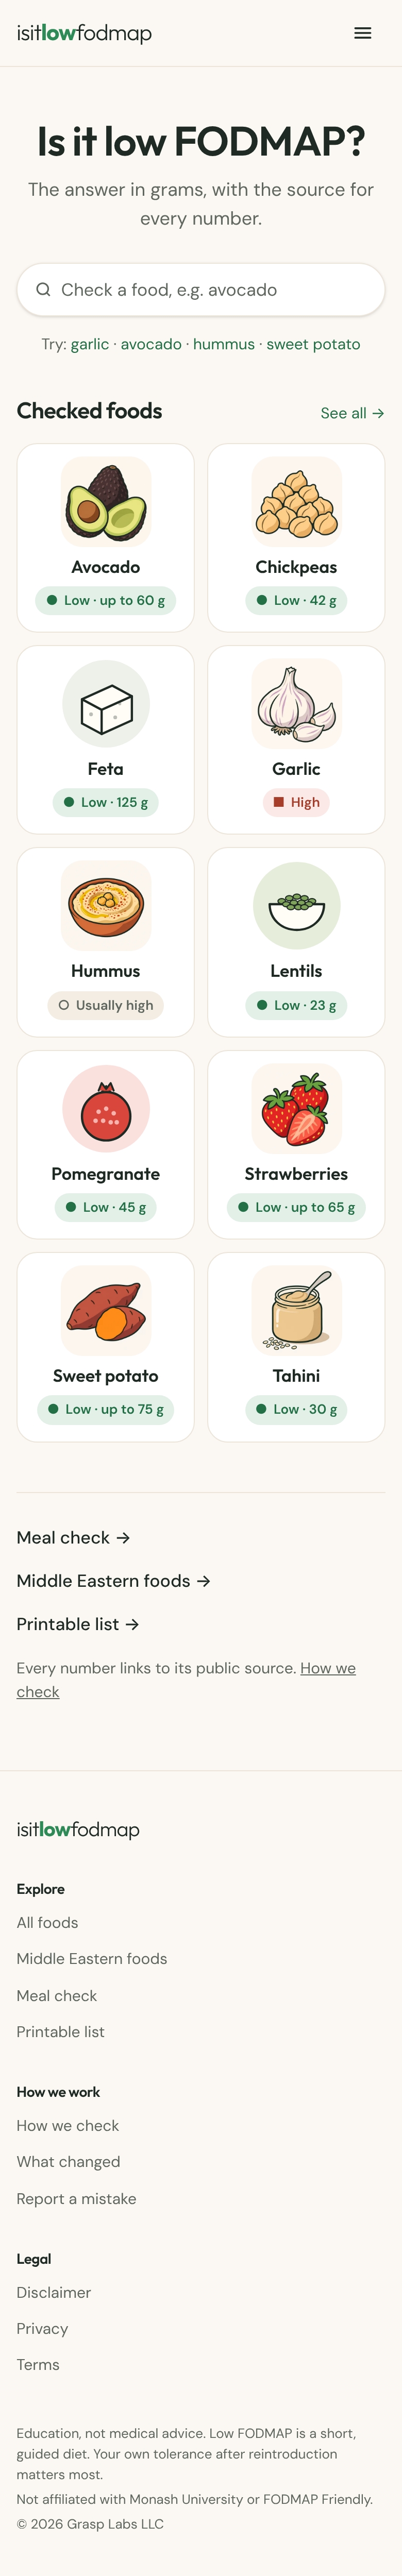 isitlowfodmap
Is it low FODMAP?
The answer in grams, with the source for
every number.
Check a food, e.g. avocado
Try: garlic · avocado · hummus · sweet potato
Checked foods
See all →
Avocado
Low · up to 60 g
Chickpeas
Low · 42 g
Feta
Low · 125 g
Garlic
High
Hummus
Usually high
Lentils
Low · 23 g
Pomegranate
Low · 45 g
Strawberries
Low · up to 65 g
Sweet potato
Low · up to 75 g
Tahini
Low · 30 g
Meal check →
Middle Eastern foods →
Printable list →
Every number links to its public source. How we
check
isitlowfodmap
Explore
All foods
Middle Eastern foods
Meal check
Printable list
How we work
How we check
What changed
Report a mistake
Legal
Disclaimer
Privacy
Terms
Education, not medical advice. Low FODMAP is a short,
guided diet. Your own tolerance after reintroduction
matters most.
Not affiliated with Monash University or FODMAP Friendly.
© 2026 Grasp Labs LLC